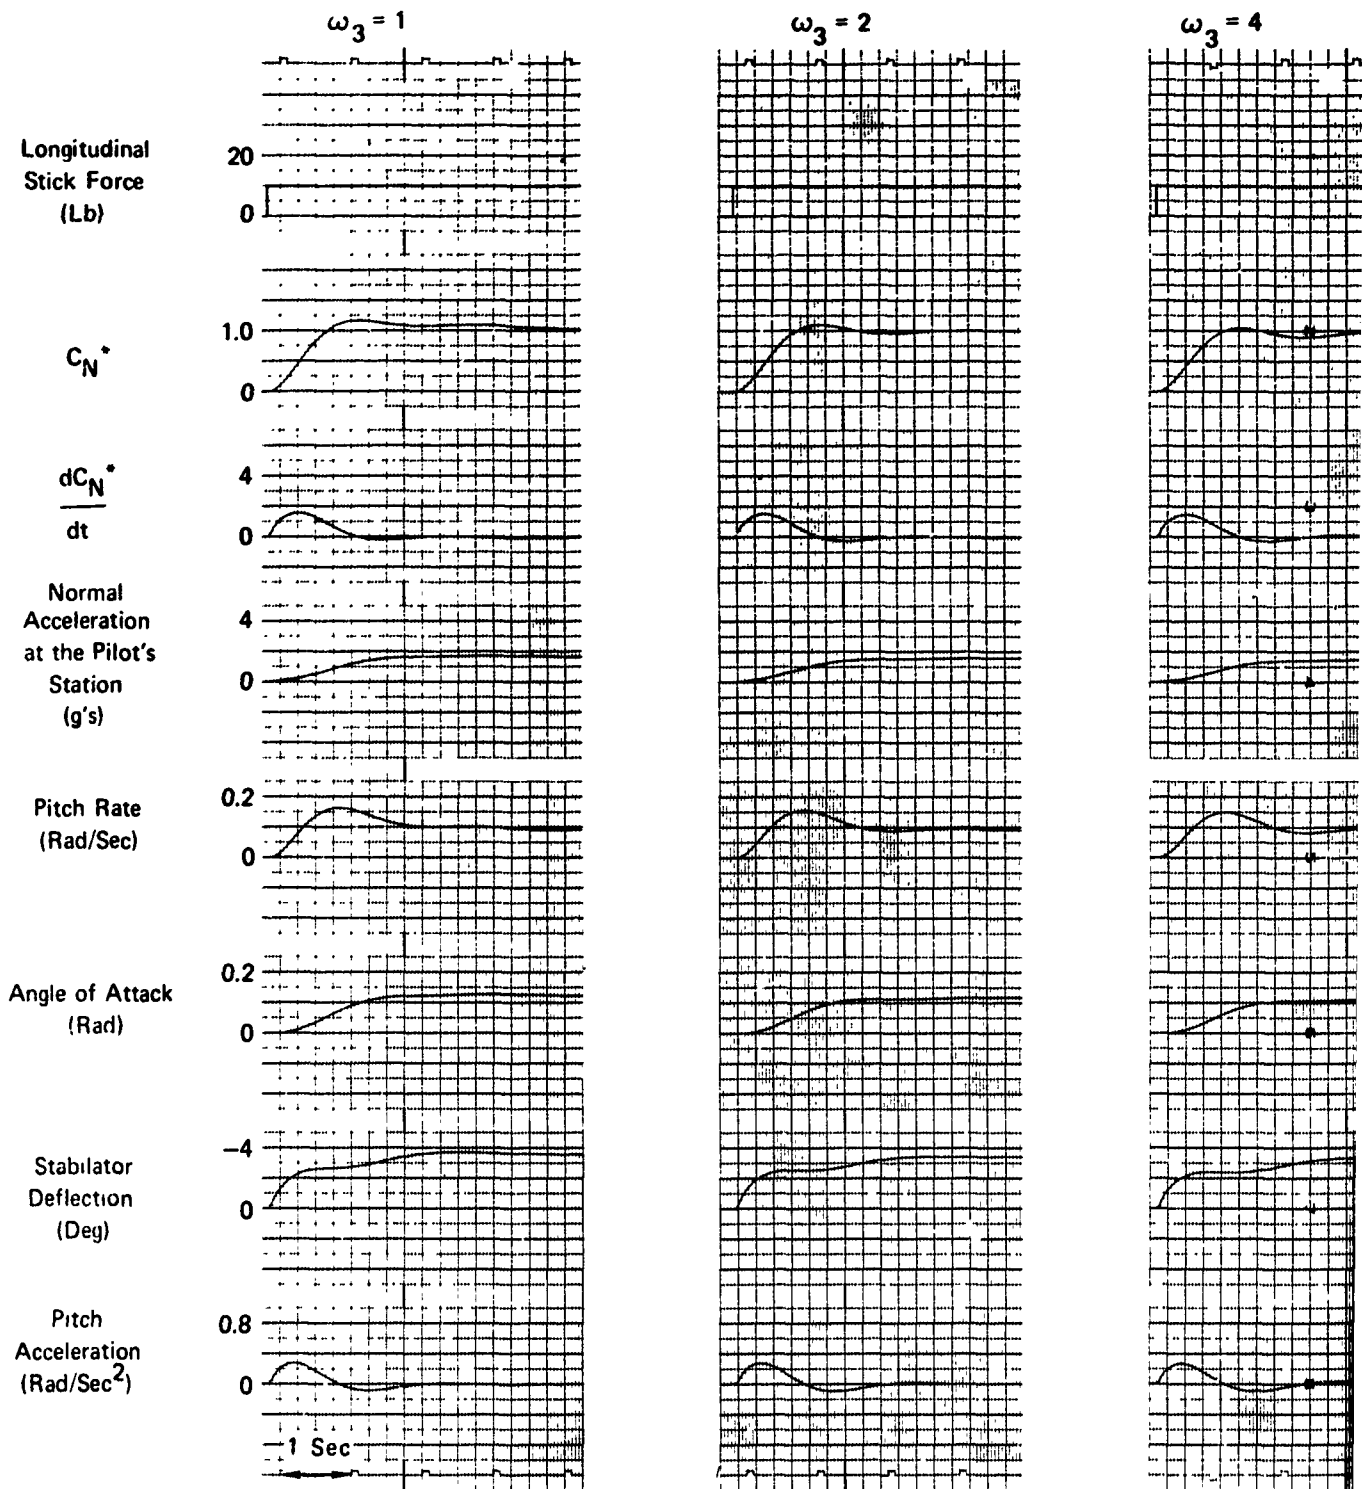 ω3 = 1
ω3 = 2
ω3 = 4
Longitudinal
Stick Force
(Lb)
20
0
CN*
1.0
0
dCN*
dt
4
0
Normal
Acceleration
at the Pilot's
Station
(g's)
4
0
Pitch Rate
(Rad/Sec)
0.2
0
Angle of Attack
(Rad)
0.2
0
Stabilator
Deflection
(Deg)
−4
0
Pitch
Acceleration
(Rad/Sec2)
0.8
0
1 Sec